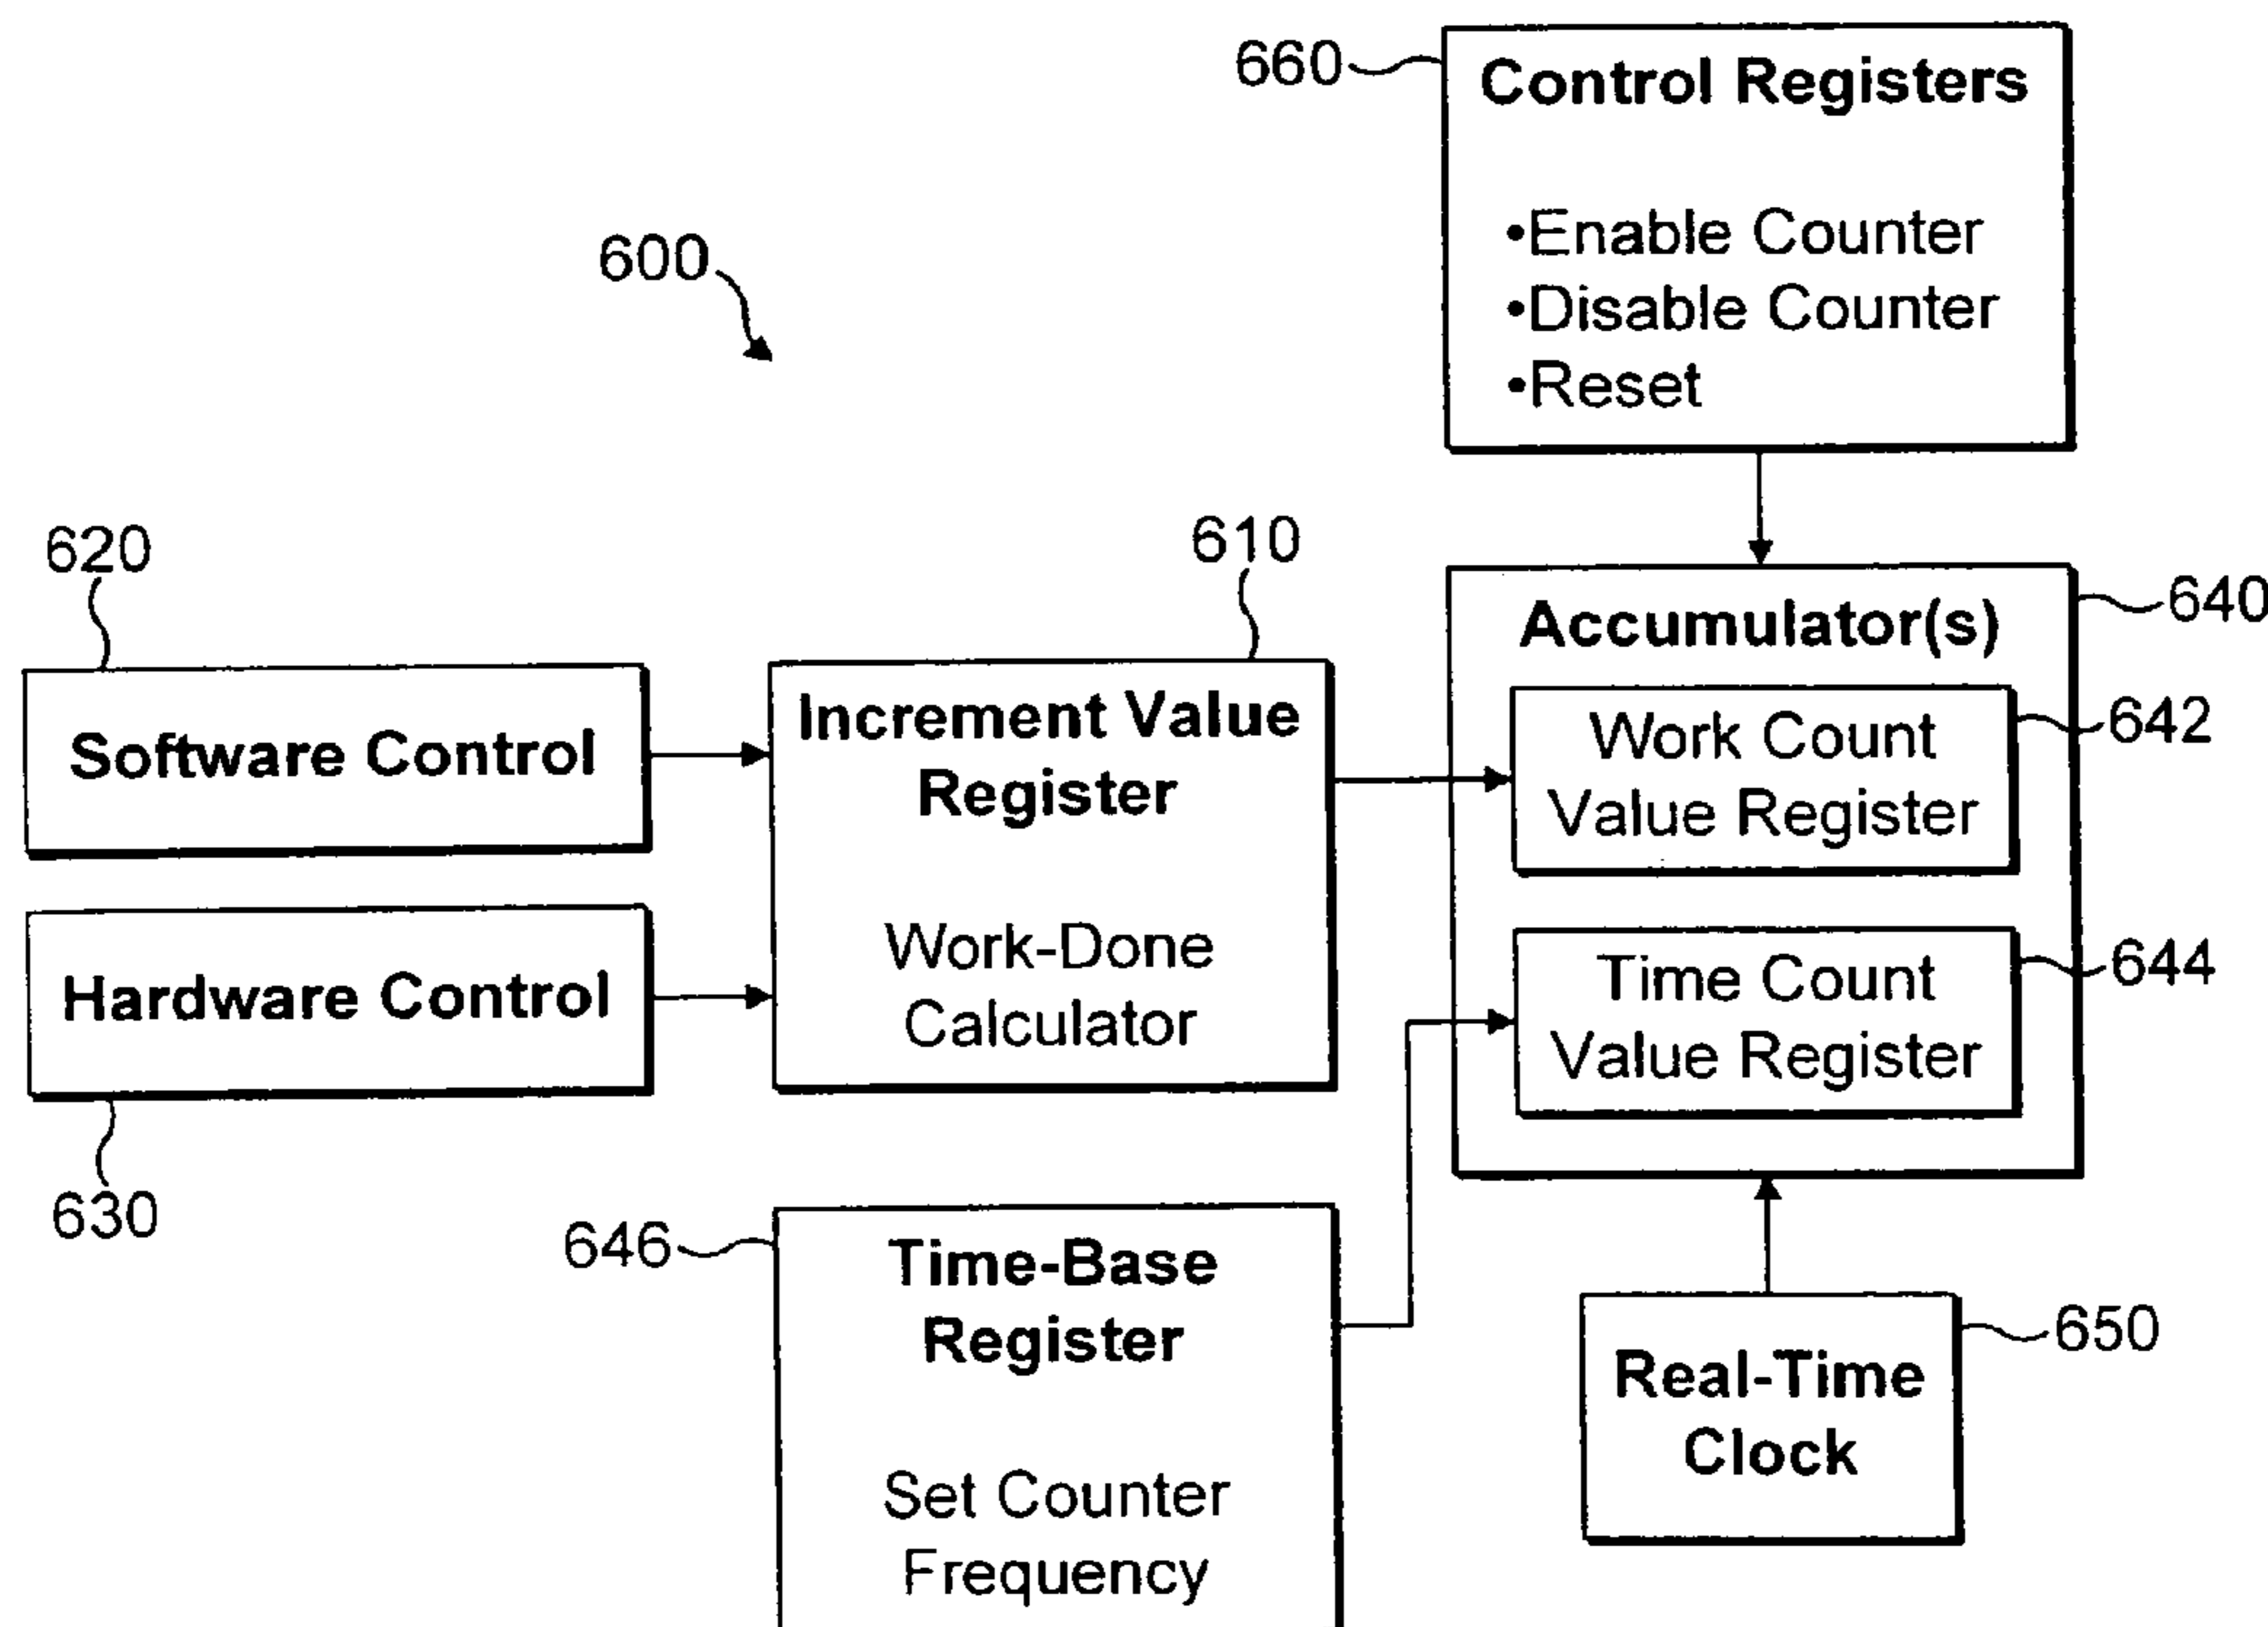 660
Control Registers
•Enable Counter
•Disable Counter
•Reset
600
620
610
640
Accumulator(s)
Software Control
Increment Value
Register
Work-Done
Calculator
Work Count
Value Register
642
Hardware Control
Time Count
Value Register
644
630
646
Time-Base
Register
Set Counter
Frequency
Real-Time
Clock
650